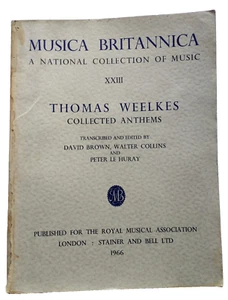 MUSICA BRITANNICA
A NATIONAL COLLECTION OF MUSIC
XXIII
THOMAS WEELKES
COLLECTED ANTHEMS
TRANSCRIBED AND EDITED BY
DAVID BROWN, WALTER COLLINS
AND
PETER LE HURAY
MB
PUBLISHED FOR THE ROYAL MUSICAL ASSOCIATION
LONDON : STAINER AND BELL LTD
1966